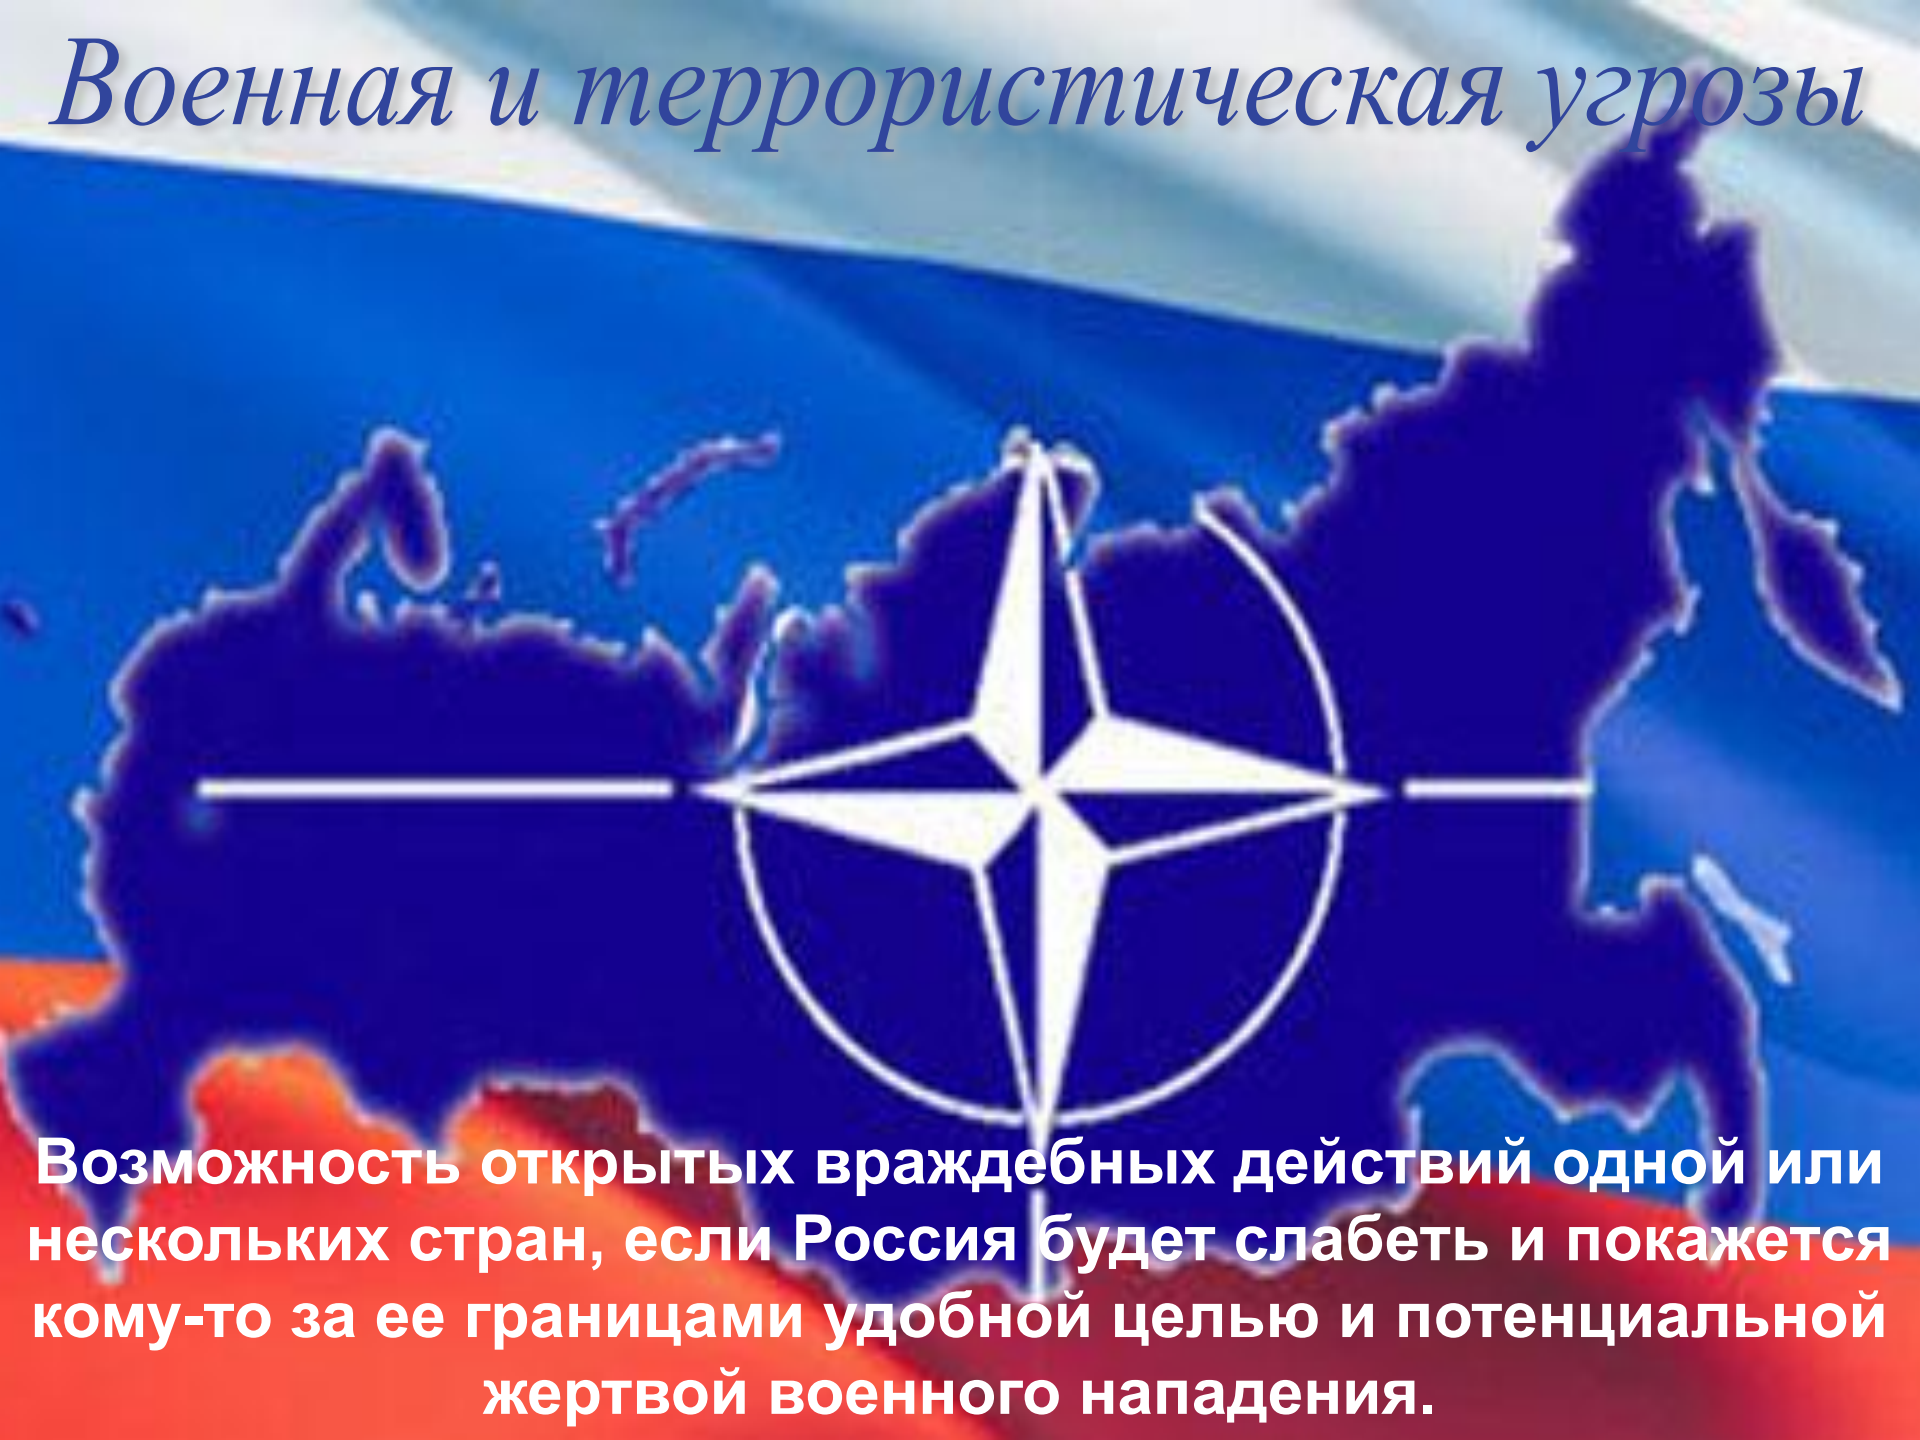 Военная и террористическая угрозы
Возможность открытых враждебных действий одной или
нескольких стран, если Россия будет слабеть и покажется
кому-то за ее границами удобной целью и потенциальной
жертвой военного нападения.